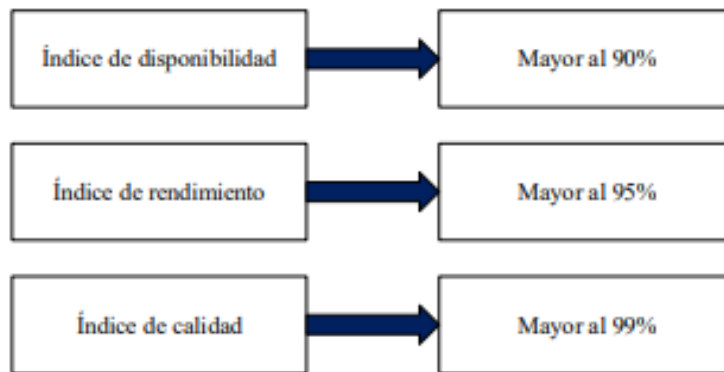 Índice de disponibilidad
Mayor al 90%
Índice de rendimiento
Mayor al 95%
Índice de calidad
Mayor al 99%